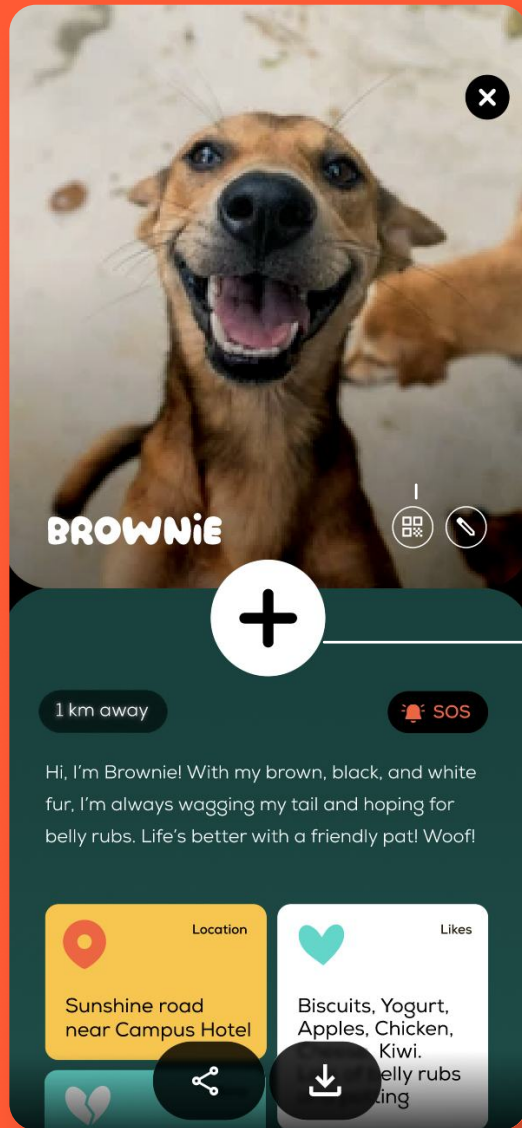 BROWNiE
1 km away
SOS
Hi, I'm Brownie! With my brown, black, and white
fur, I'm always wagging my tail and hoping for
belly rubs. Life's better with a friendly pat! Woof!
Location
Sunshine road
near Campus Hotel
Likes
Biscuits, Yogurt,
Apples, Chicken,
Kiwi.
rubs